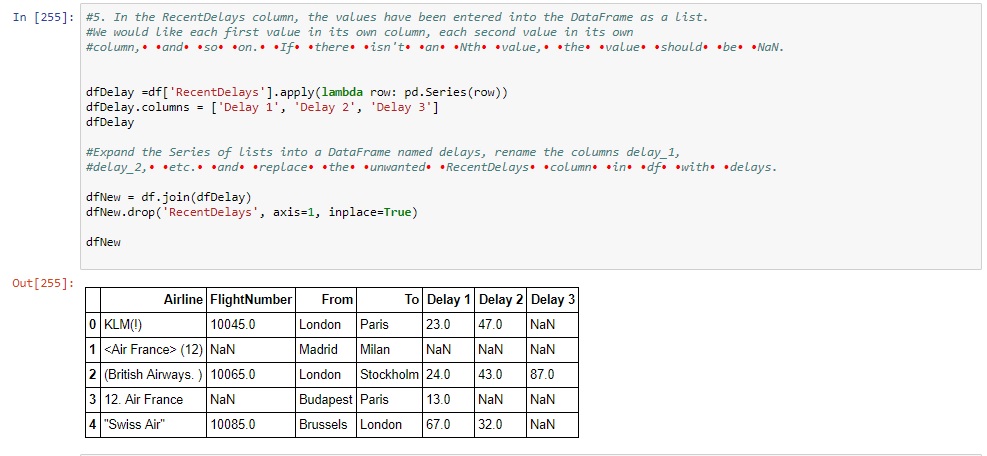 In [255]: #5. In the RecentDelays column, the values have been entered into the DataFrame as a list.
#We would like each first value in its own column, each second value in its own
#column,• •and• •so• •on.• •If• •there• •isn't• •an• •Nth• •value,• •the• •value• •should• •be• •NaN.
dfDelay =df['RecentDelays'].apply(lambda row: pd.Series(row))
dfDelay.columns = ['Delay 1', 'Delay 2', 'Delay 3']
dfDelay
#Expand the Series of lists into a DataFrame named delays, rename the columns delay_1,
#delay_2,• •etc.• •and• •replace• •the• •unwanted• •RecentDelays• •column• •in• •df• •with• •delays.
dfNew = df.join(dfDelay)
dfNew.drop('RecentDelays', axis=1, inplace=True)
dfNew
Out[255]:
Airline FlightNumber From To Delay 1 Delay 2 Delay 3
0 KLM(!) 10045.0 London Paris 23.0 47.0 NaN
1 <Air France> (12) NaN Madrid Milan NaN NaN NaN
2 (British Airways. ) 10065.0 London Stockholm 24.0 43.0 87.0
3 12. Air France NaN Budapest Paris 13.0 NaN NaN
4 "Swiss Air" 10085.0 Brussels London 67.0 32.0 NaN